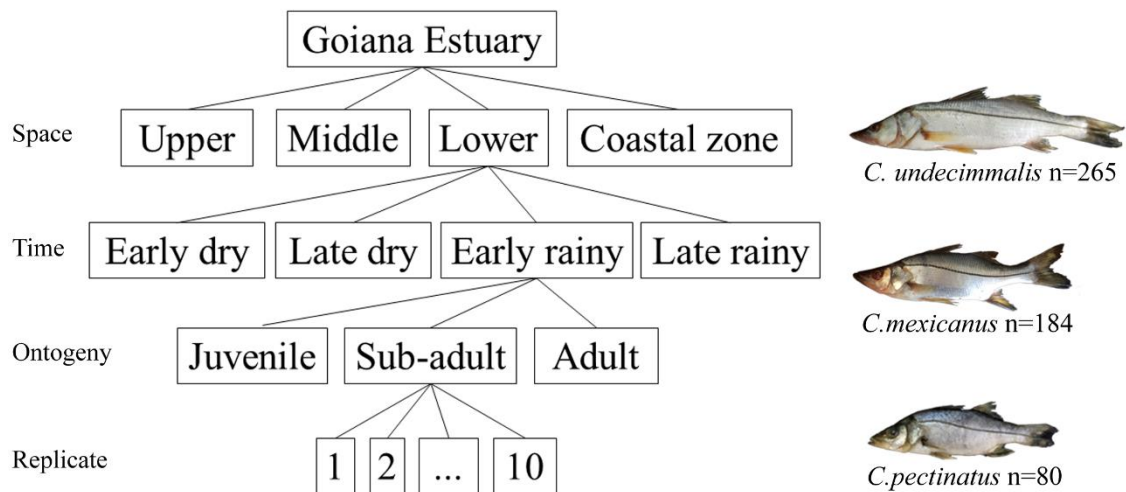 Goiana Estuary
Space
Upper
Middle
Lower
Coastal zone
Time
Early dry
Late dry
Early rainy
Late rainy
Ontogeny
Juvenile
Sub-adult
Adult
Replicate
1
2
...
10
C. undecimmalis n=265
C.mexicanus n=184
C.pectinatus n=80